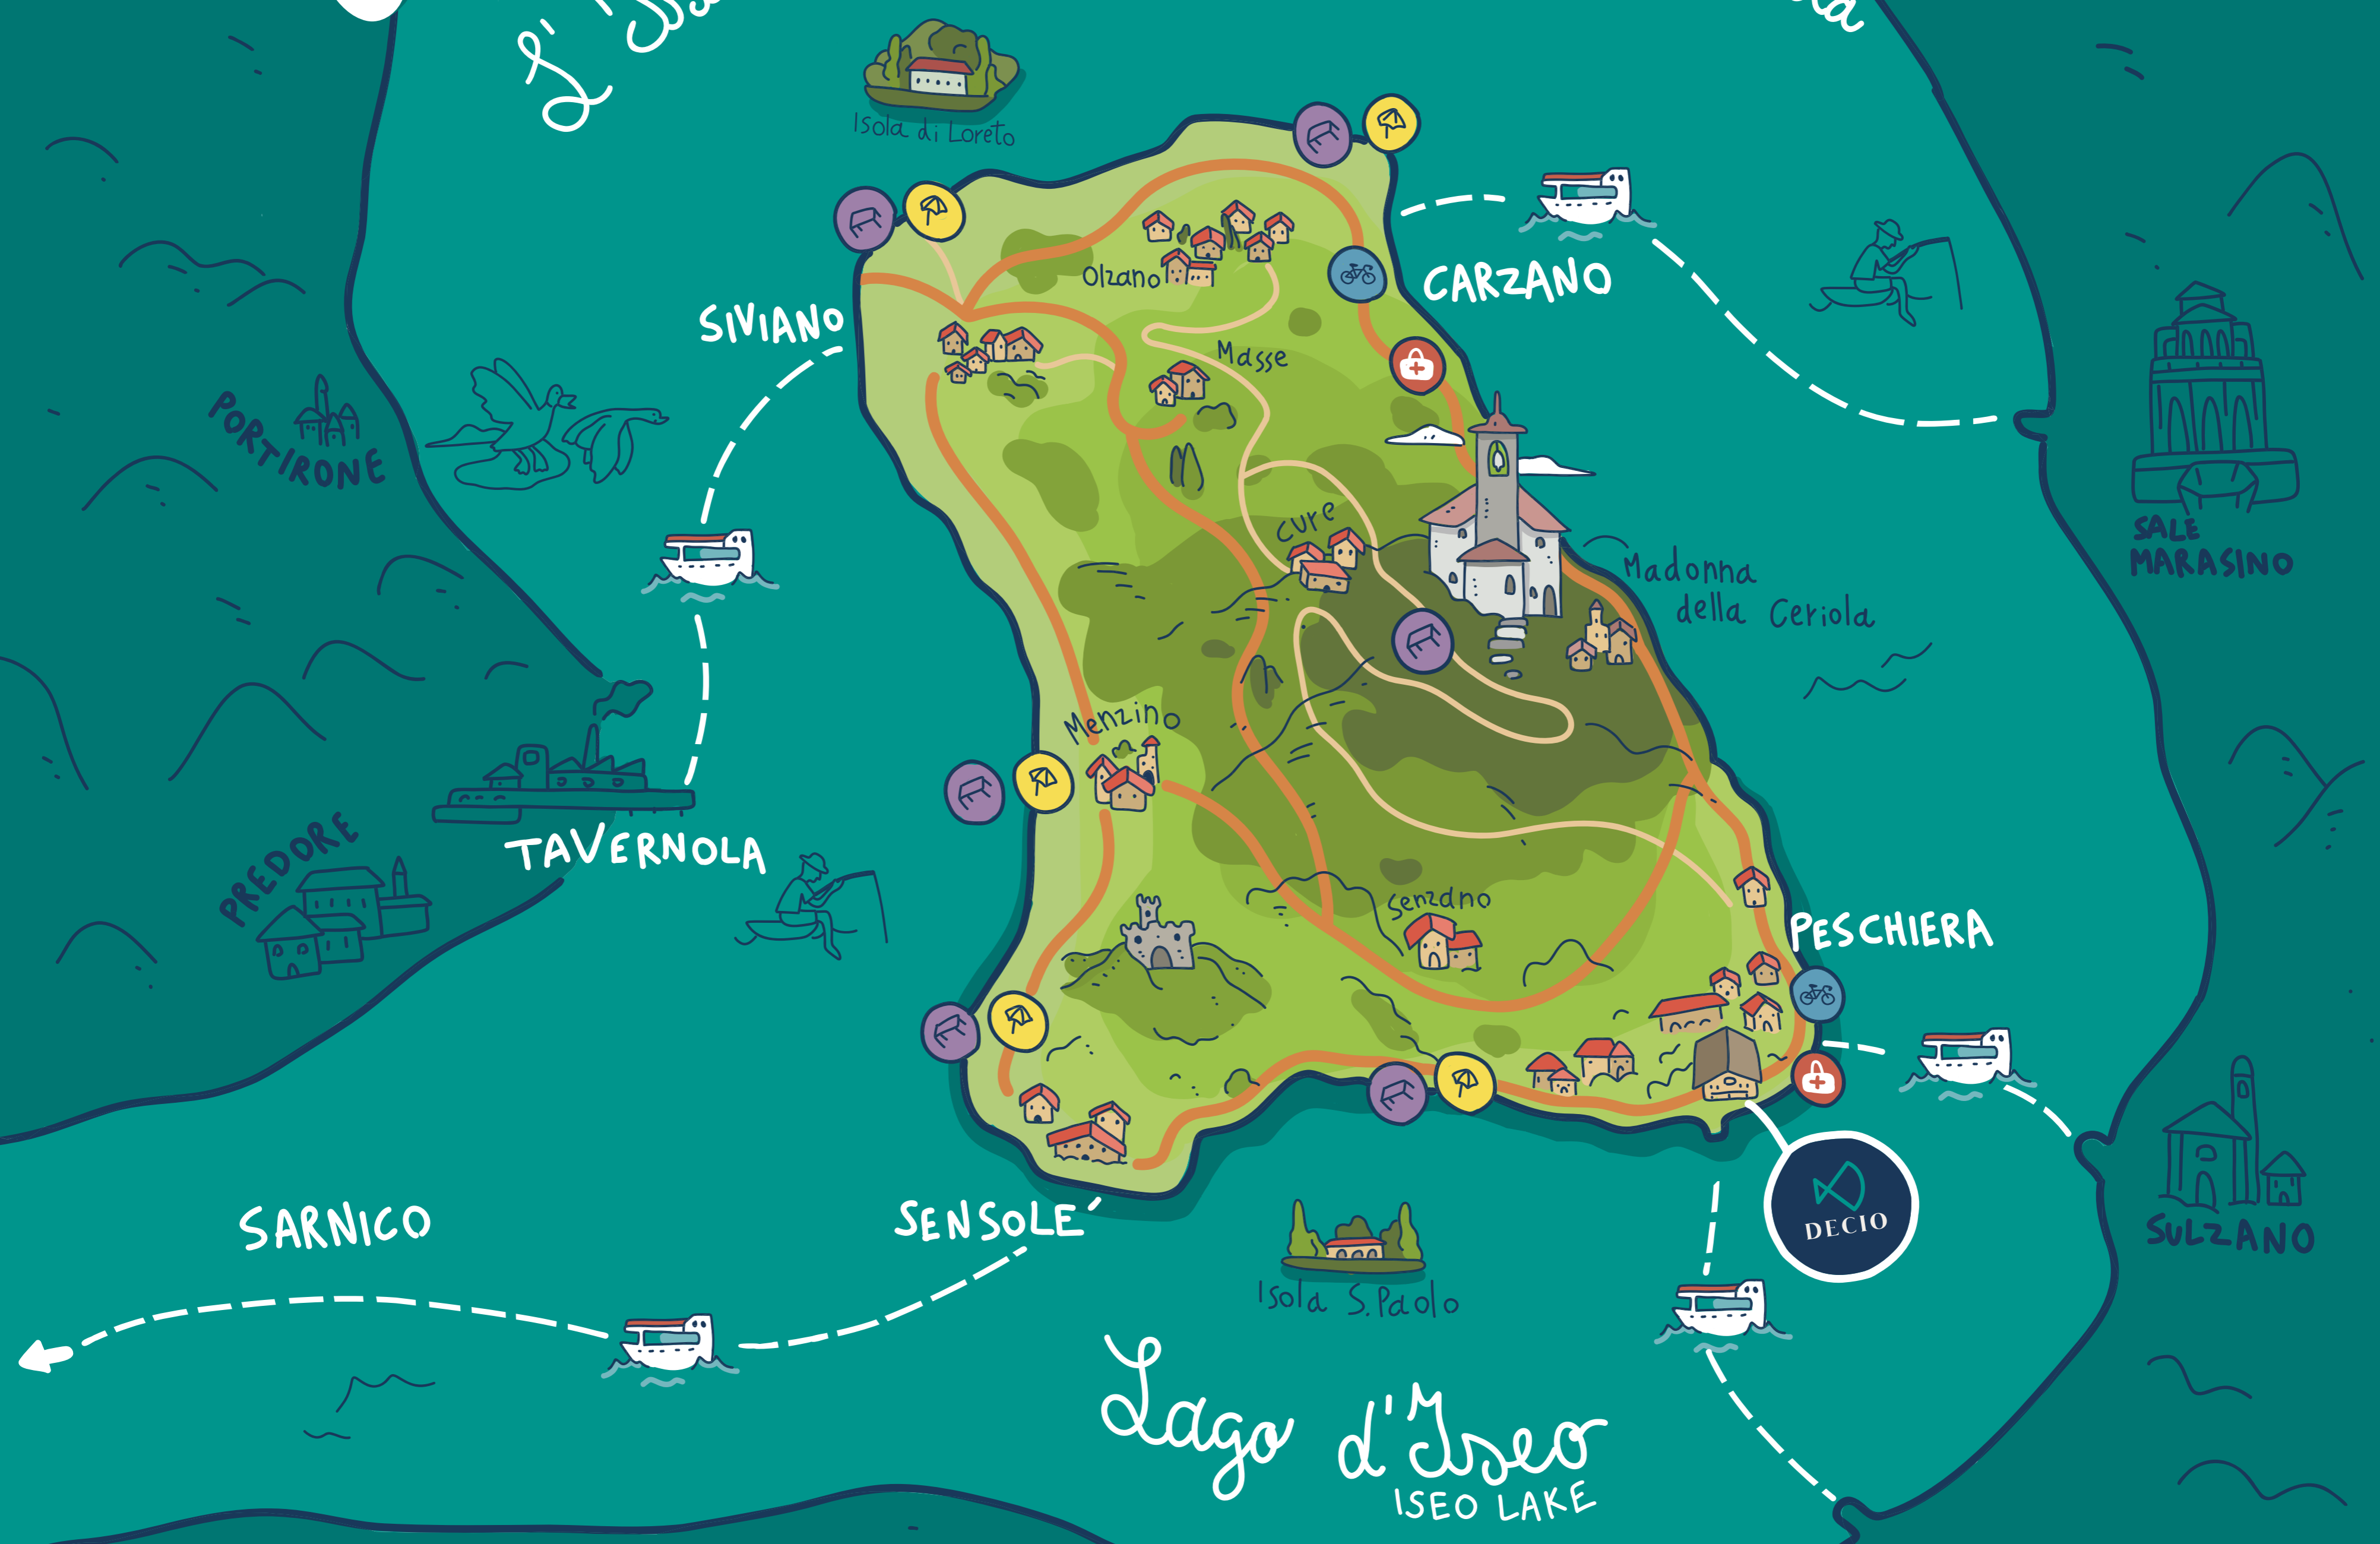 L'Iso
Isola di Loreto
Olzano
CARZANO
SIVIANO
Masse
PORTIRONE
Cure
SALE
MARASINO
Madonna
della Ceriola
Menzino
TAVERNOLA
PREDORE
Senzano
PESCHIERA
DECIO
SARNICO
SENSOLE
SULZANO
Isola S.Paolo
Lago d'Iseo
ISEO LAKE